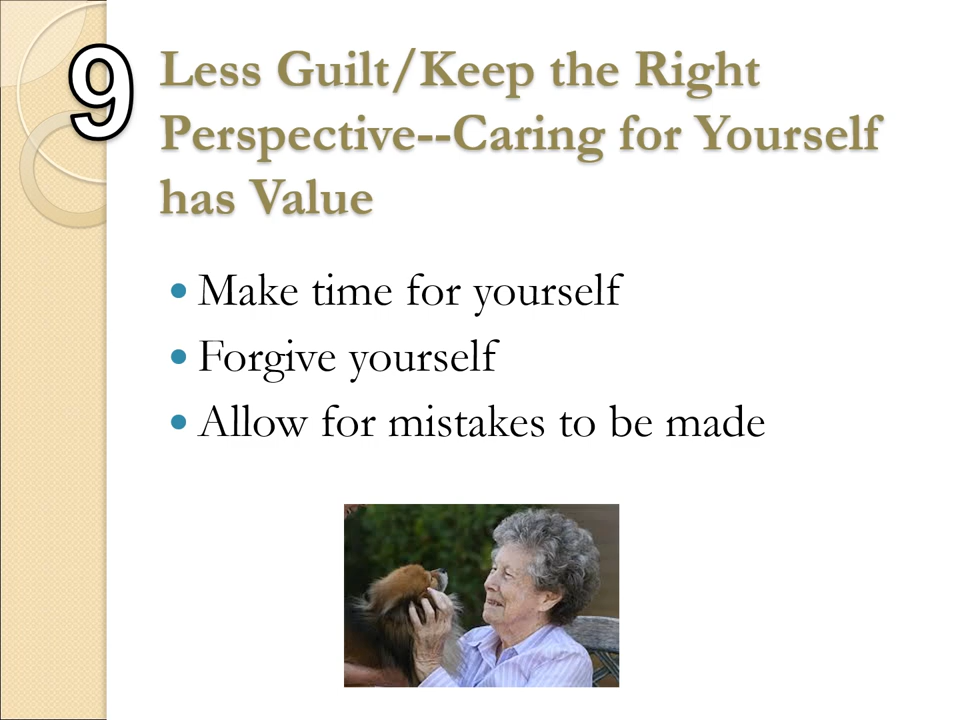 9
Less Guilt/Keep the Right
Perspective--Caring for Yourself
has Value
Make time for yourself
Forgive yourself
Allow for mistakes to be made